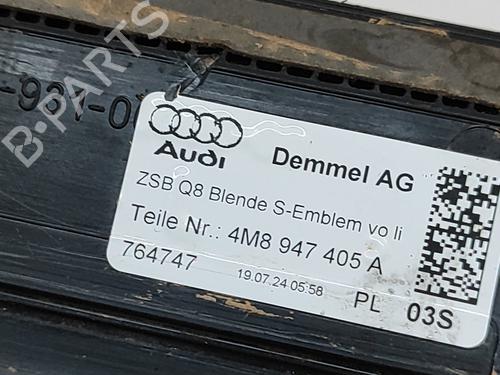 Audi Demmel AG
ZSB Q8 Blende S-Emblem vo li
Teile Nr.: 4M8 947 405 A
764747 19.07.24 05:58 PL 03S
B-Parts